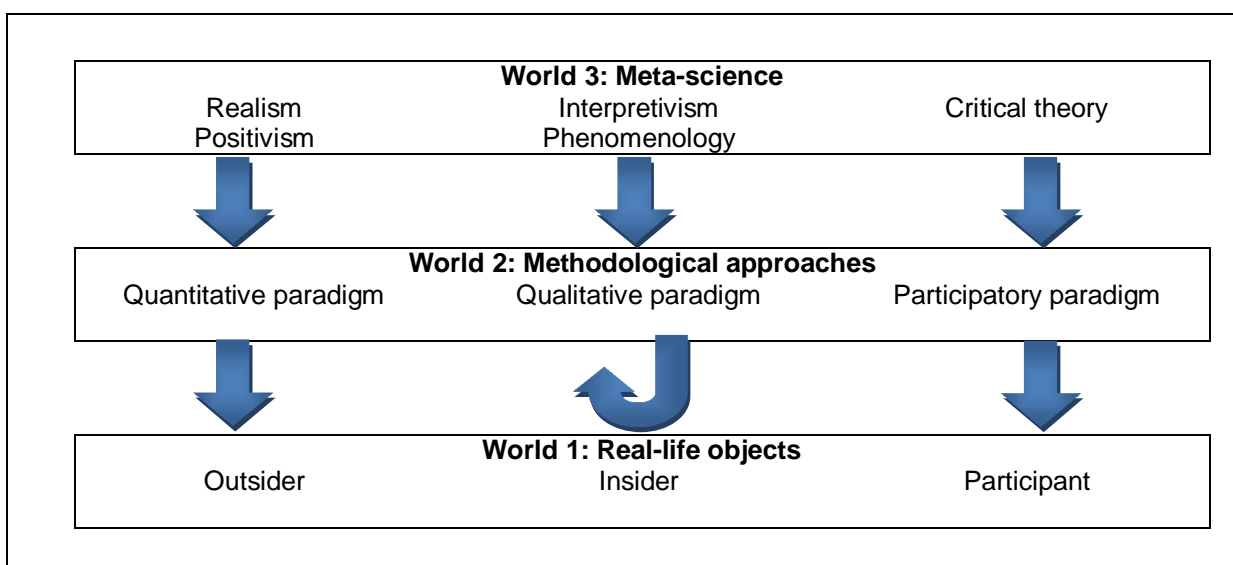 World 3: Meta-science
Realism Interpretivism Critical theory
Positivism Phenomenology
World 2: Methodological approaches
Quantitative paradigm Qualitative paradigm Participatory paradigm
World 1: Real-life objects
Outsider Insider Participant